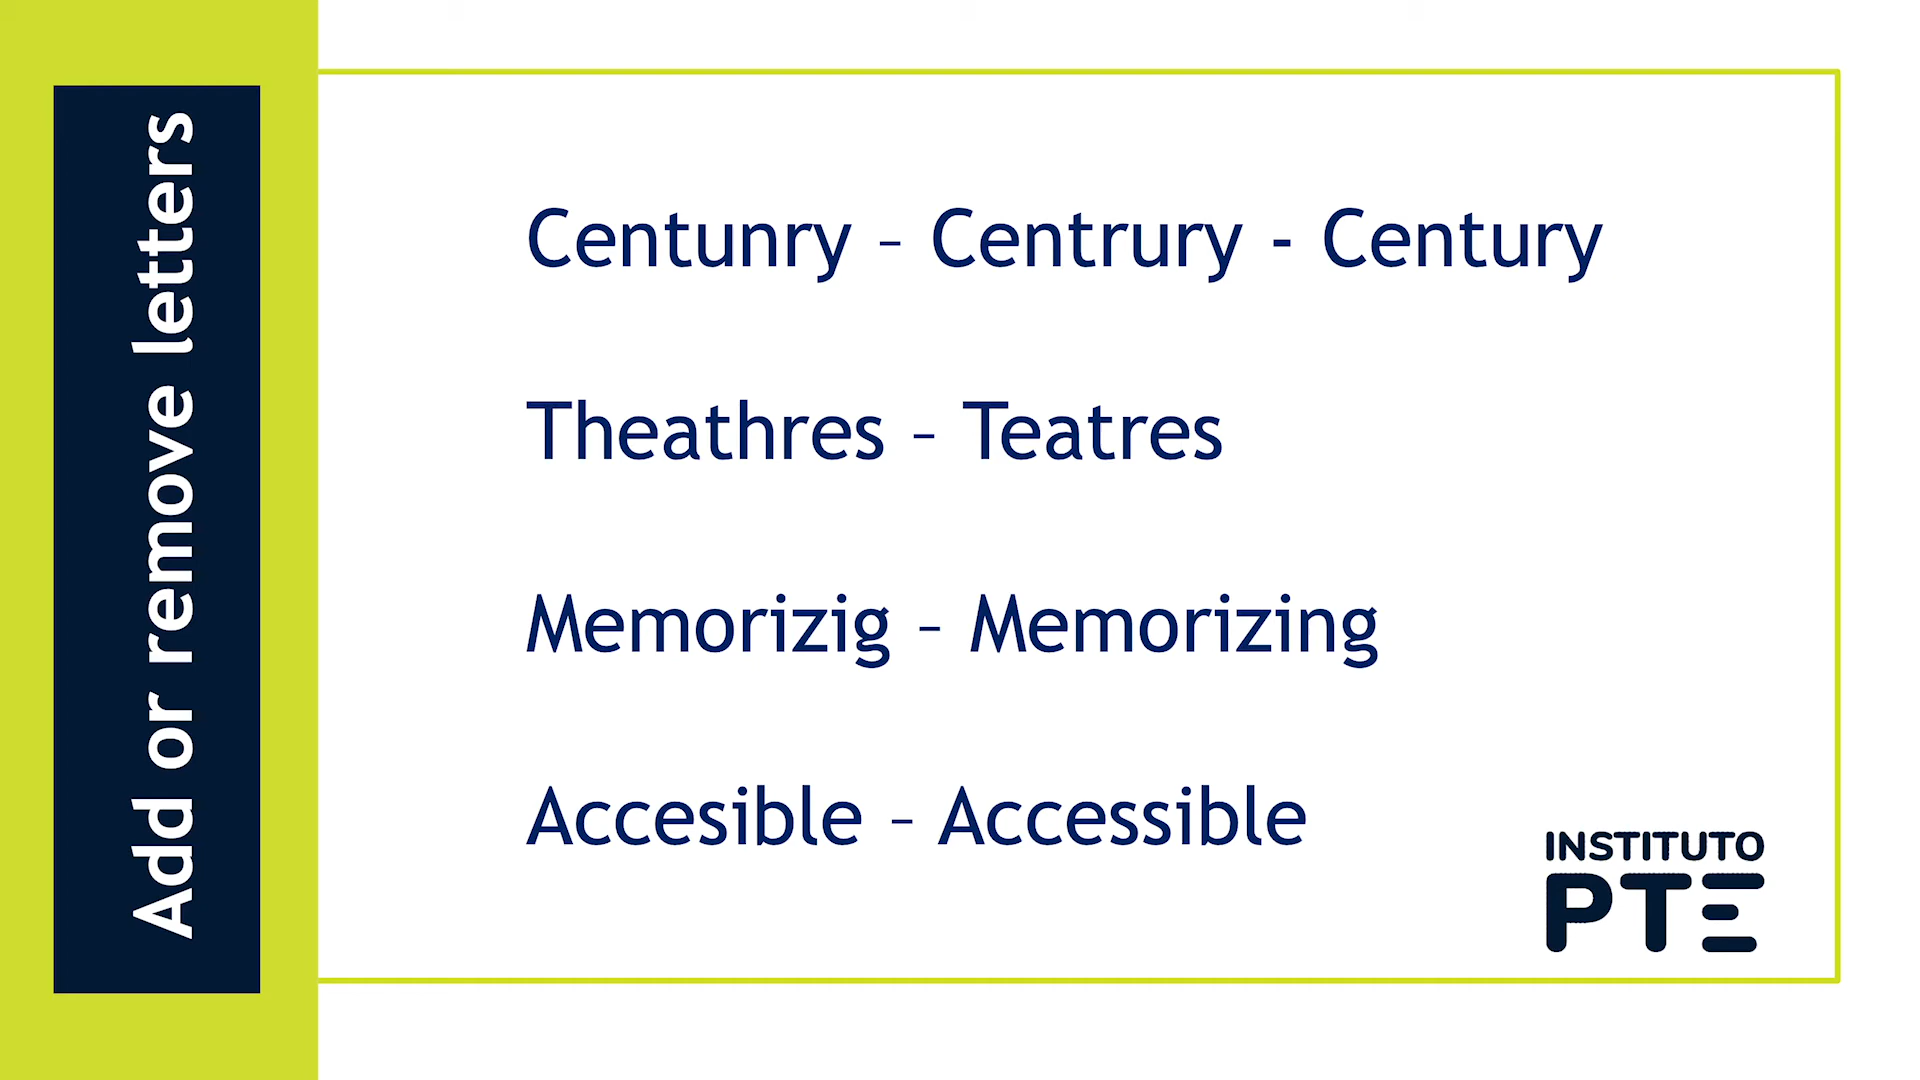 Add or remove letters
Centunry – Centrury - Century
Theathres – Teatres
Memorizig – Memorizing
Accesible – Accessible
INSTITUTO
PTE